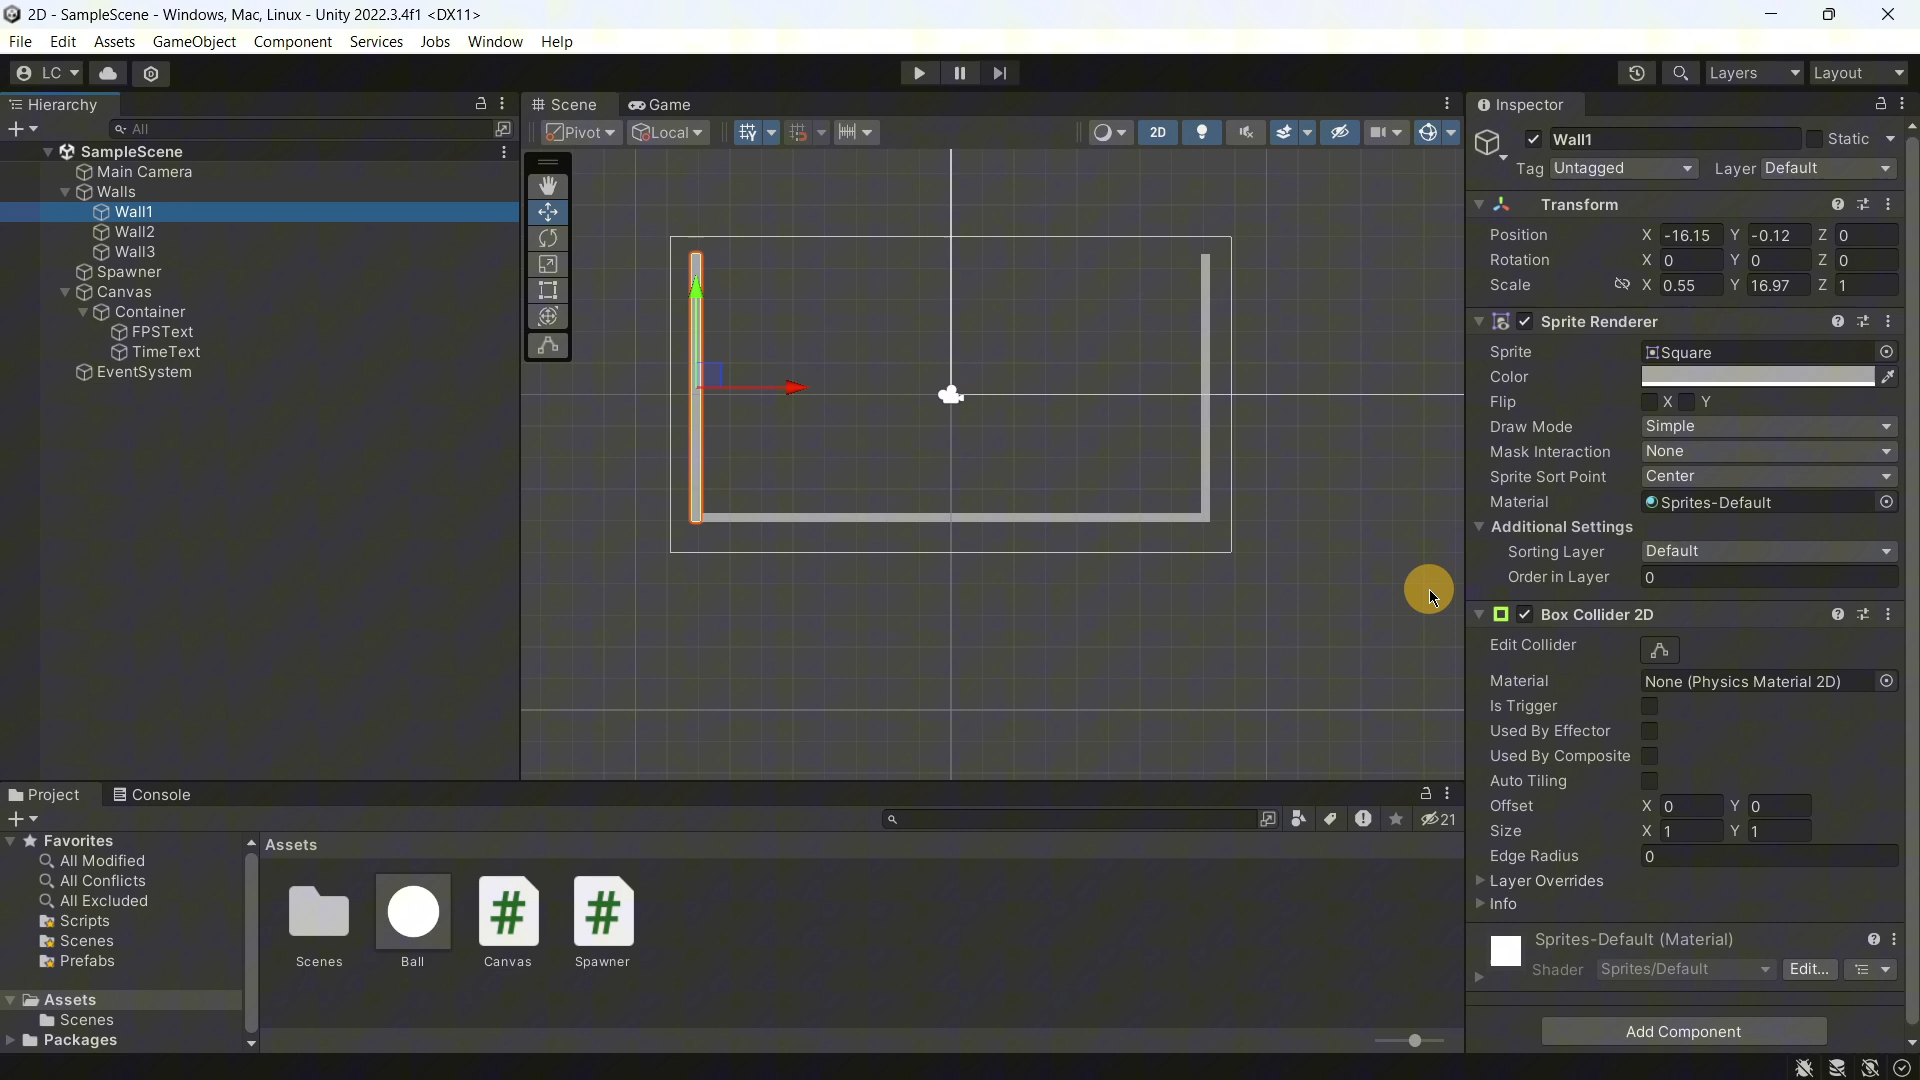 2D - SampleScene - Windows, Mac, Linux - Unity 2022.3.4f1 <DX11>
File Edit Assets GameObject Component Services Jobs Window Help
LC Layers Layout
Hierarchy
All
SampleScene
Main Camera
Walls
Wall1
Wall2
Wall3
Spawner
Canvas
Container
FPSText
TimeText
EventSystem
Scene Game
Pivot Local 2D
Inspector
Wall1 Static
Tag Untagged Layer Default
Transform
Position X -16.15 Y -0.12 Z 0
Rotation X 0 Y 0 Z 0
Scale X 0.55 Y 16.97 Z 1
Sprite Renderer
Sprite Square
Color
Flip X Y
Draw Mode Simple
Mask Interaction None
Sprite Sort Point Center
Material Sprites-Default
Additional Settings
Sorting Layer Default
Order in Layer 0
Box Collider 2D
Edit Collider
Material None (Physics Material 2D)
Is Trigger
Used By Effector
Used By Composite
Auto Tiling
Offset X 0 Y 0
Size X 1 Y 1
Edge Radius 0
Layer Overrides
Info
Sprites-Default (Material)
Shader Sprites/Default Edit...
Add Component
Project Console
21
Favorites
All Modified
All Conflicts
All Excluded
Scripts
Scenes
Prefabs
Assets
Scenes
Packages
Assets
Scenes Ball Canvas Spawner